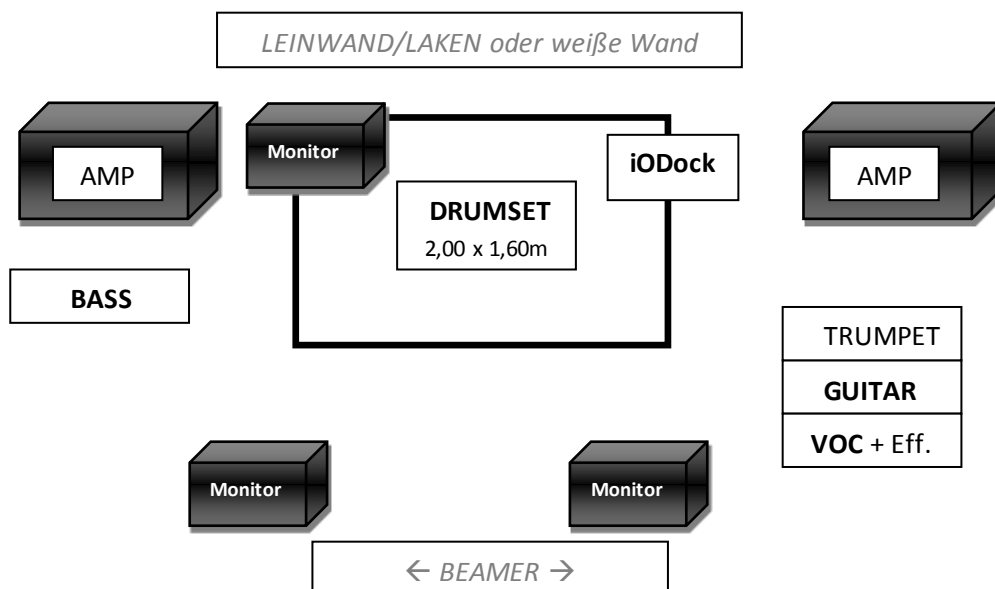 LEINWAND/LAKEN oder weiße Wand
AMP
Monitor
iODock
AMP
DRUMSET
2,00 x 1,60m
BASS
TRUMPET
GUITAR
VOC + Eff.
Monitor
Monitor
← BEAMER →